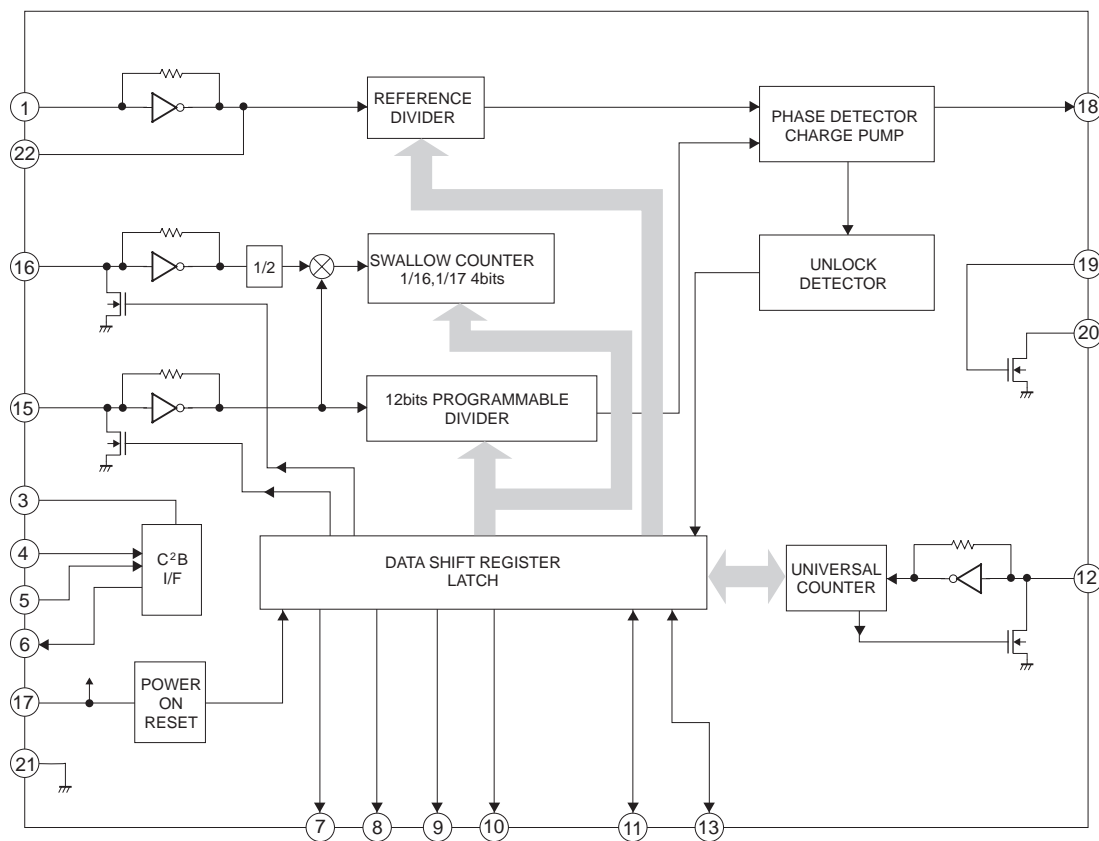 1
REFERENCE
DIVIDER
PHASE DETECTOR
CHARGE PUMP
18
22
16
1/2
SWALLOW COUNTER
1/16,1/17 4bits
UNLOCK
DETECTOR
19
20
15
12bits PROGRAMMABLE
DIVIDER
3
4
C²B
I/F
5
6
DATA SHIFT REGISTER
LATCH
UNIVERSAL
COUNTER
12
17
POWER
ON
RESET
21
7
8
9
10
11
13